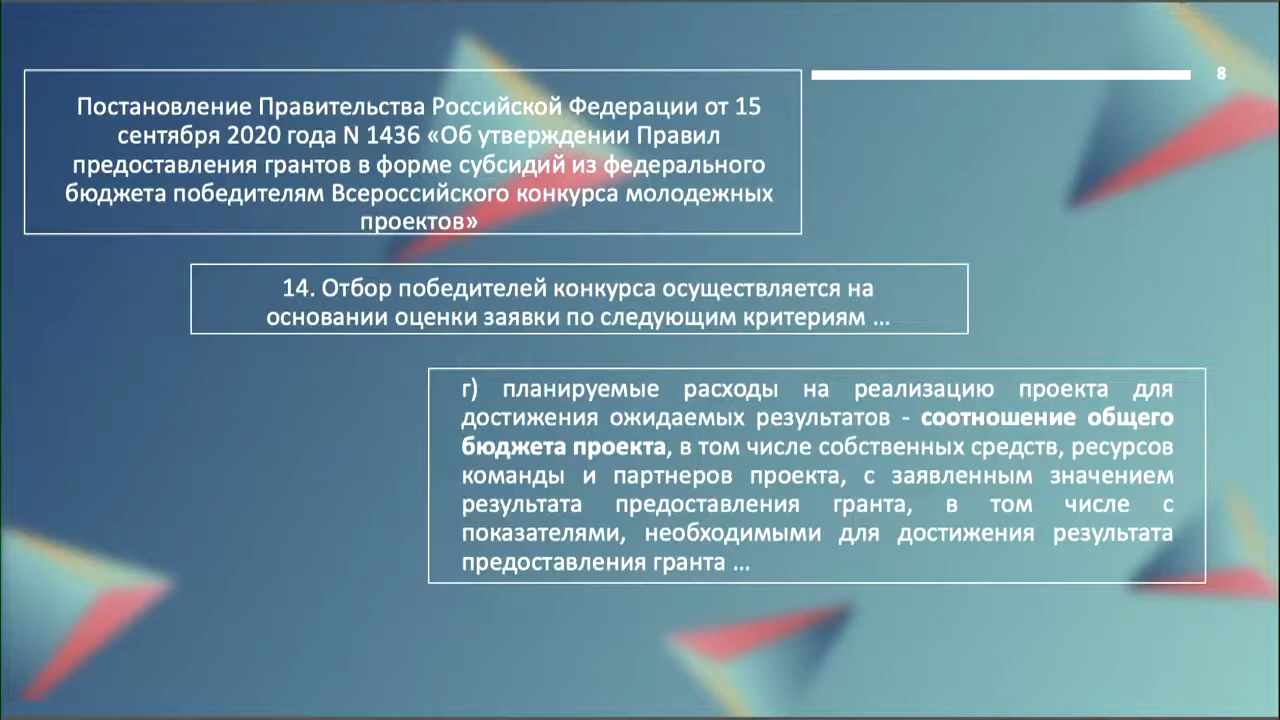 8
Постановление Правительства Российской Федерации от 15
сентября 2020 года N 1436 «Об утверждении Правил
предоставления грантов в форме субсидий из федерального
бюджета победителям Всероссийского конкурса молодежных
проектов»
14. Отбор победителей конкурса осуществляется на
основании оценки заявки по следующим критериям ...
г) планируемые расходы на реализацию проекта для
достижения ожидаемых результатов - соотношение общего
бюджета проекта, в том числе собственных средств, ресурсов
команды и партнеров проекта, с заявленным значением
результата предоставления гранта, в том числе с
показателями, необходимыми для достижения результата
предоставления гранта ...